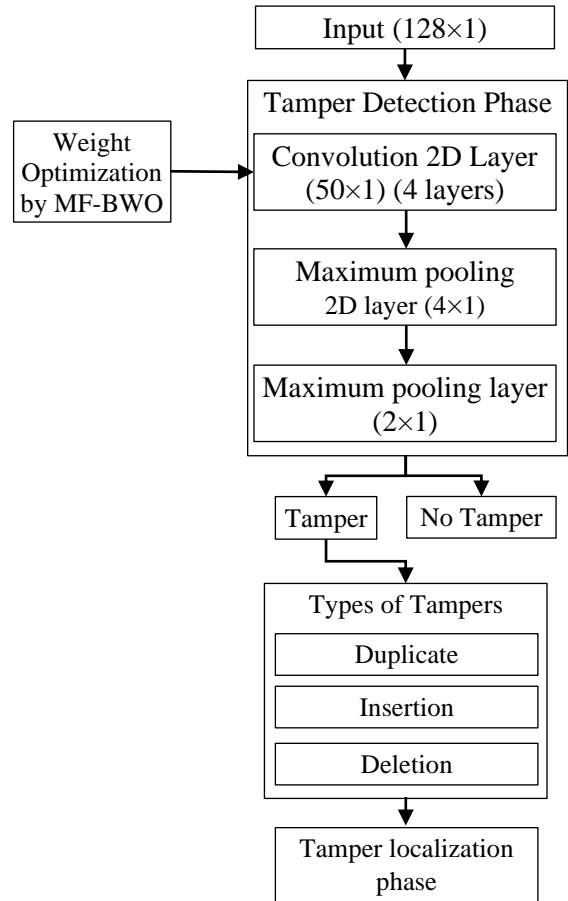 Input (128×1)
Tamper Detection Phase
Weight
Optimization
by MF-BWO
Convolution 2D Layer
(50×1) (4 layers)
Maximum pooling
2D layer (4×1)
Maximum pooling layer
(2×1)
Tamper
No Tamper
Types of Tampers
Duplicate
Insertion
Deletion
Tamper localization
phase